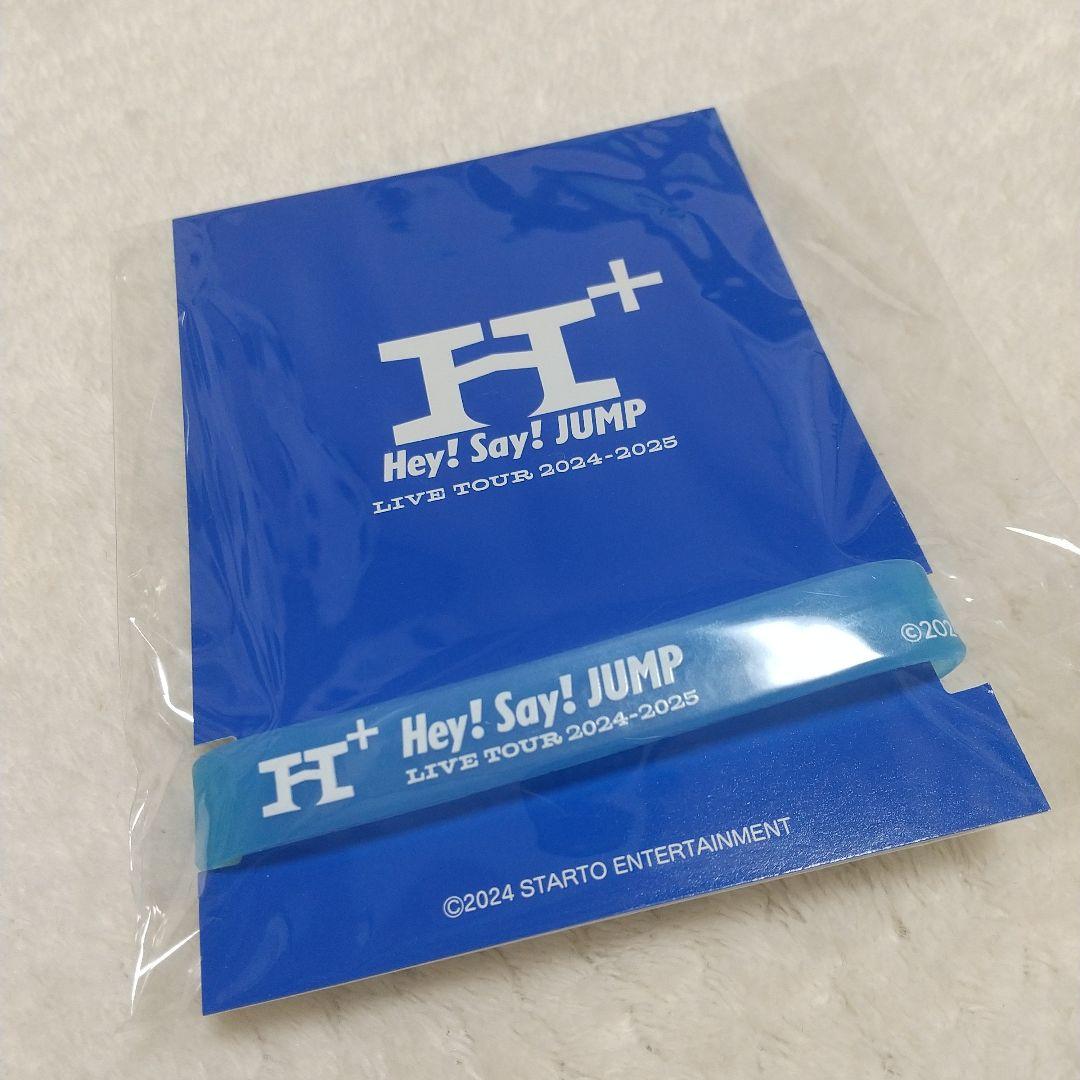 H+
Hey! Say! JUMP
LIVE TOUR 2024-2025
H+ Hey! Say! JUMP
LIVE TOUR 2024-2025
©202
©2024 STARTO ENTERTAINMENT